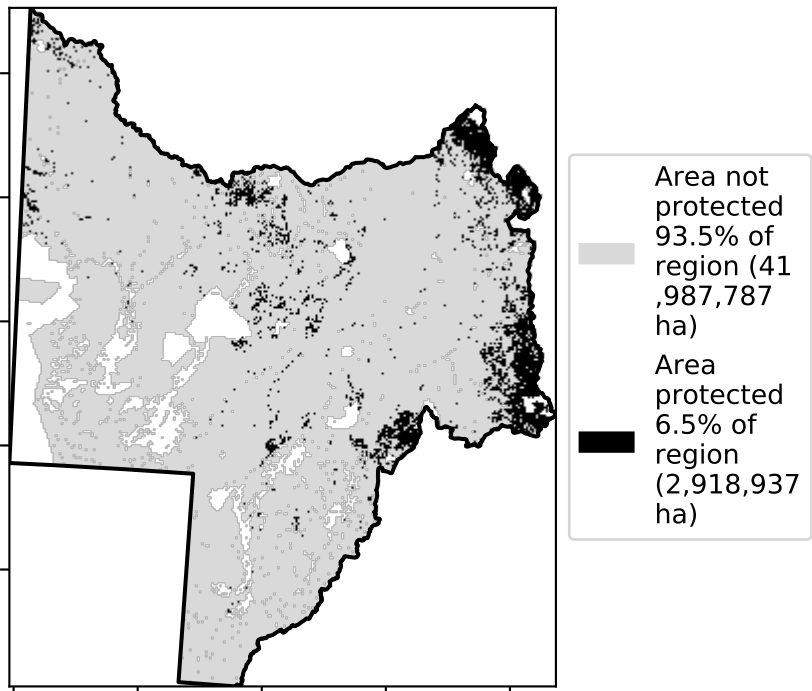 Area not
protected
93.5% of
region (41
,987,787
ha)
Area
protected
6.5% of
region
(2,918,937
ha)